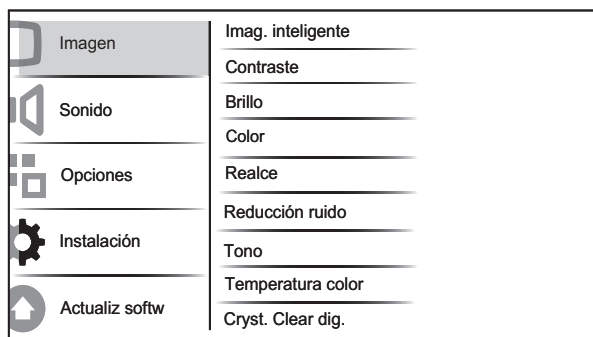 Imagen
Sonido
Opciones
Instalación
Actualiz softw
Imag. inteligente
Contraste
Brillo
Color
Realce
Reducción ruido
Tono
Temperatura color
Cryst. Clear dig.